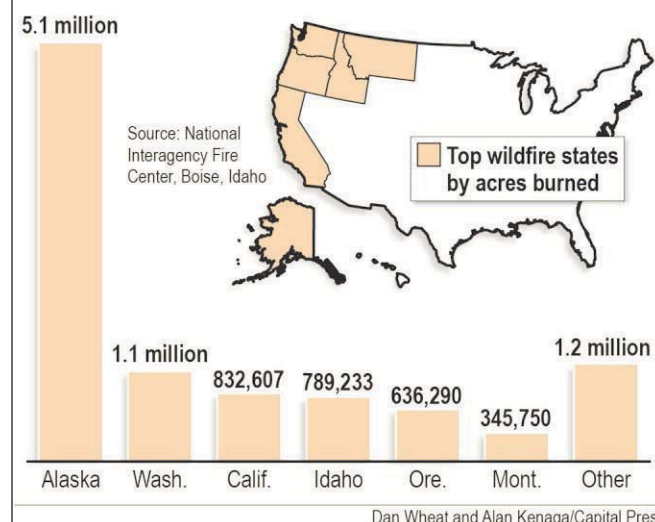 5.1 million
Source: National
Interagency Fire
Center, Boise, Idaho
Top wildfire states
by acres burned
1.1 million
832,607
789,233
636,290
345,750
1.2 million
Alaska Wash. Calif. Idaho Ore. Mont. Other
Dan Wheat and Alan Kenaga/Capital Pres